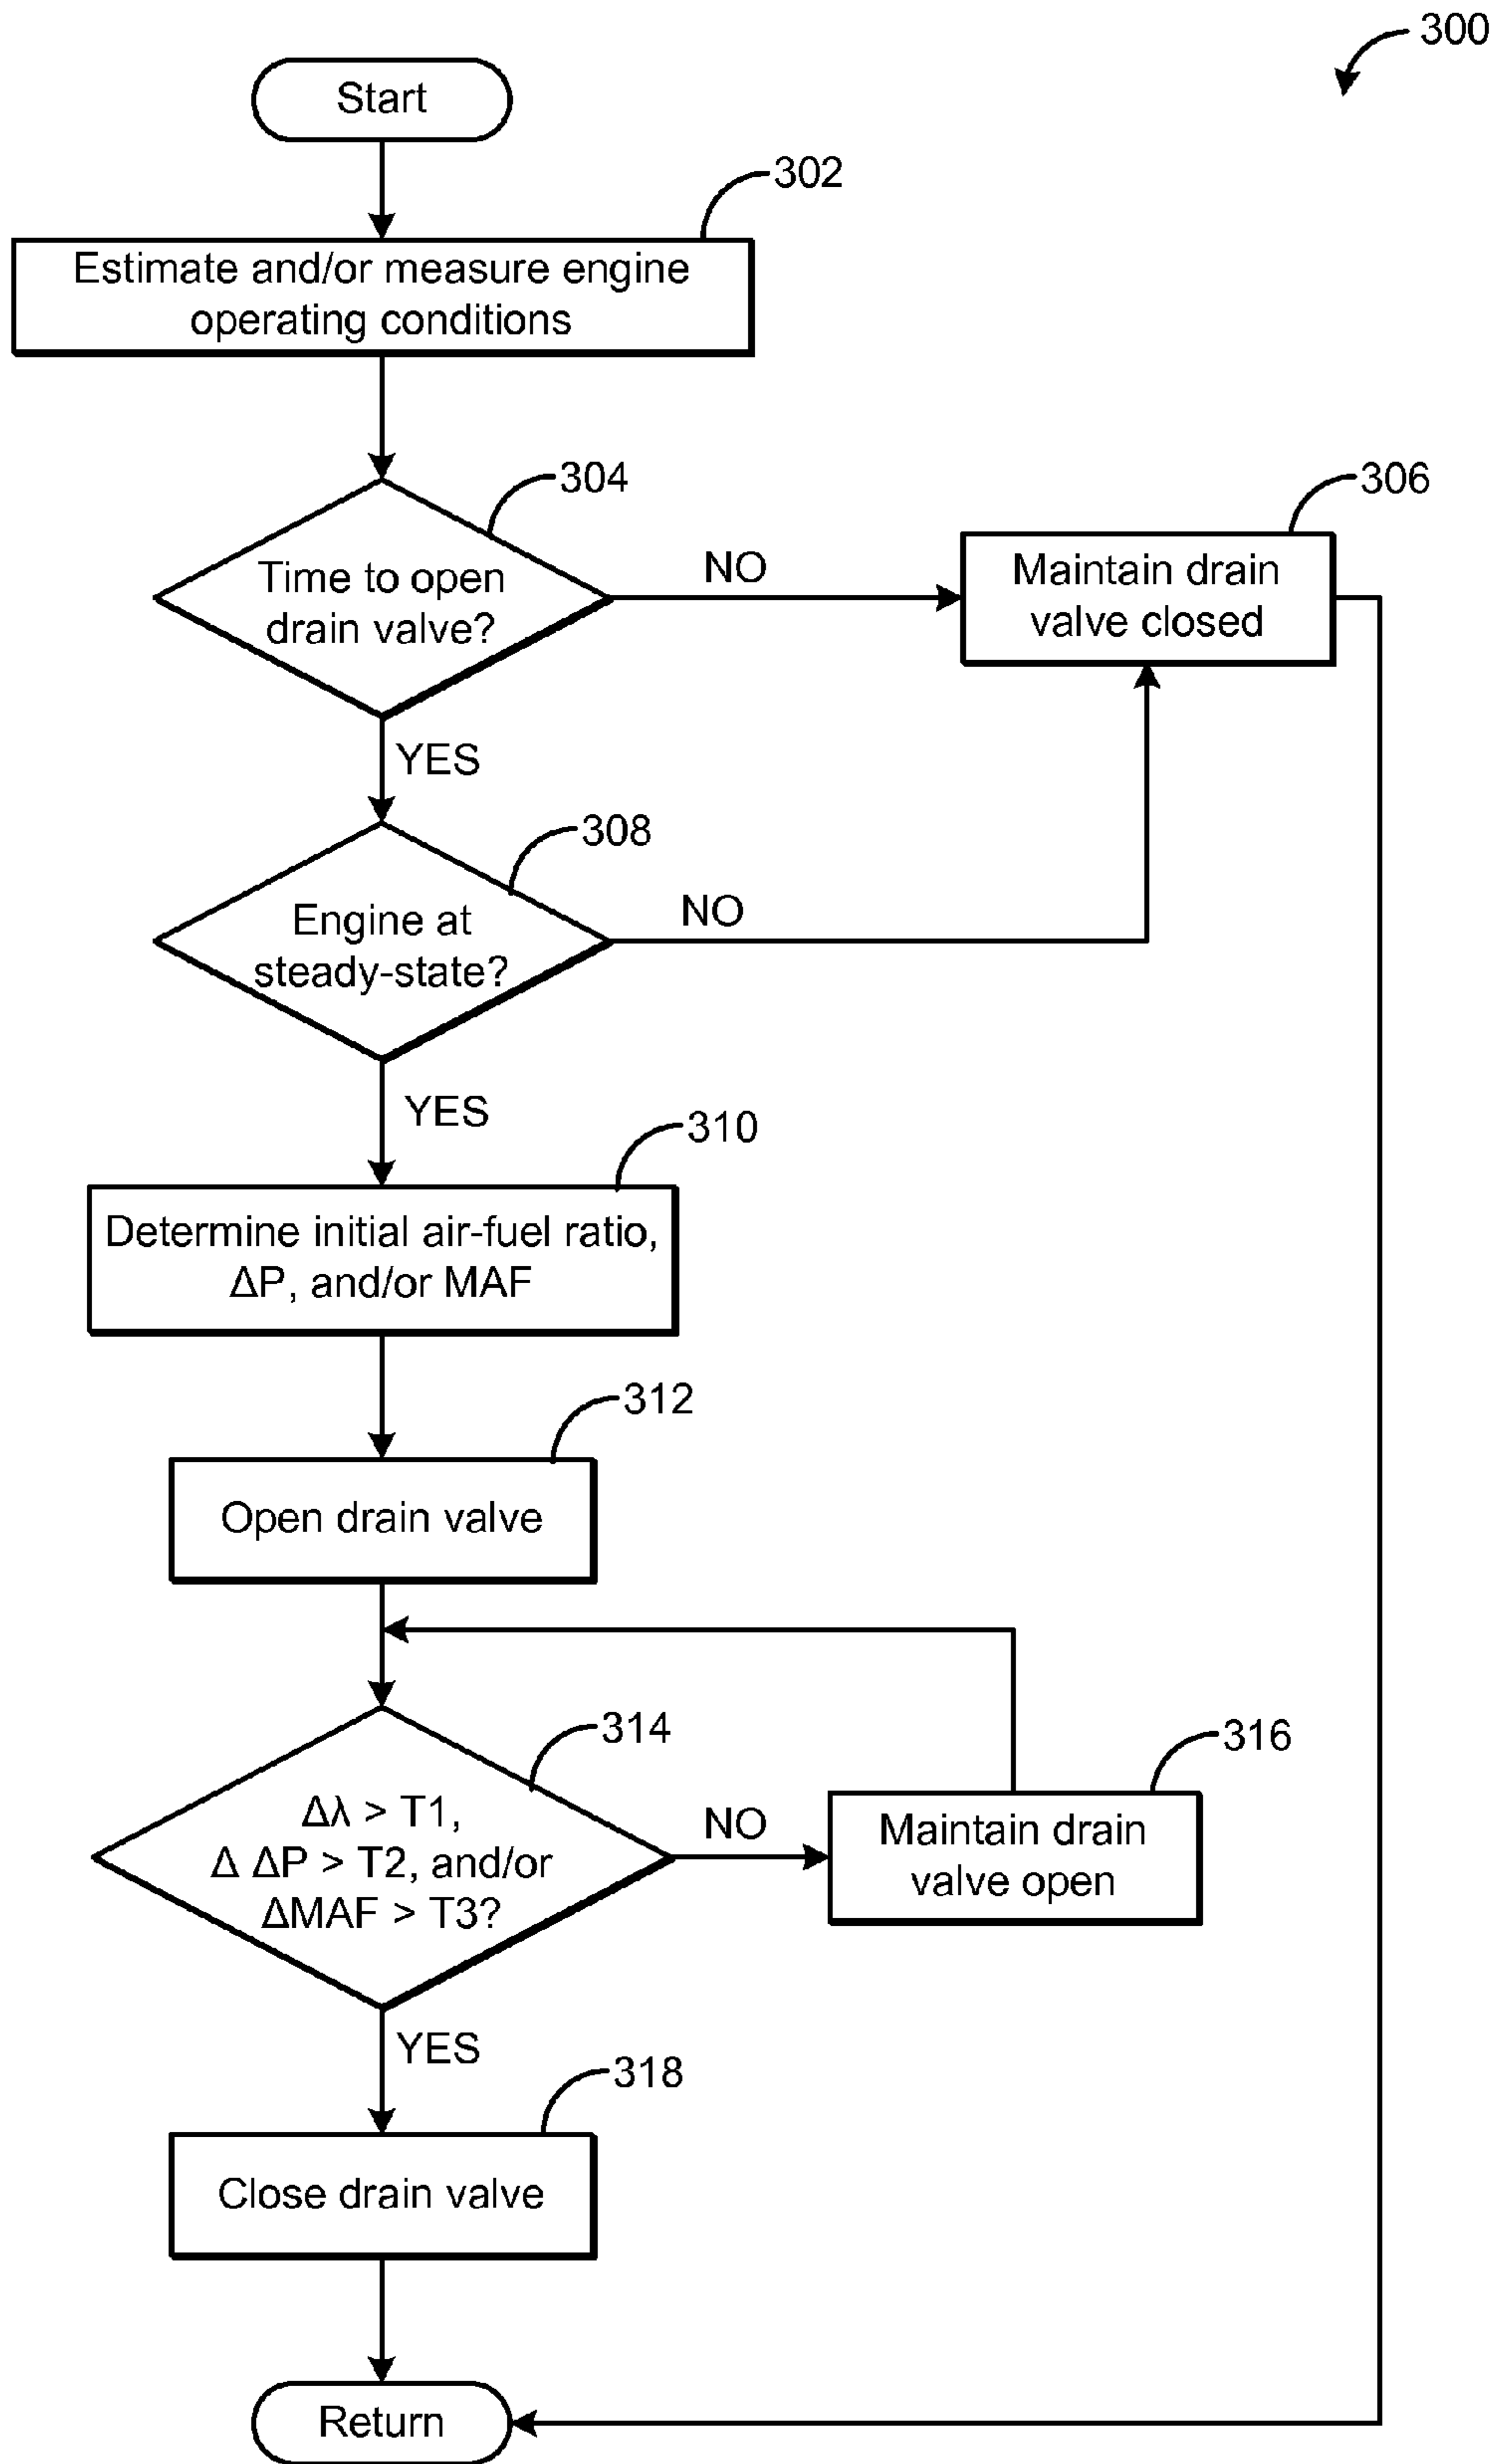 300
Start
302
Estimate and/or measure engine
operating conditions
304
Time to open
drain valve?
NO
306
Maintain drain
valve closed
YES
308
Engine at
steady-state?
NO
YES
310
Determine initial air-fuel ratio,
ΔP, and/or MAF
312
Open drain valve
314
Δλ > T1,
Δ ΔP > T2, and/or
ΔMAF > T3?
NO
316
Maintain drain
valve open
YES
318
Close drain valve
Return